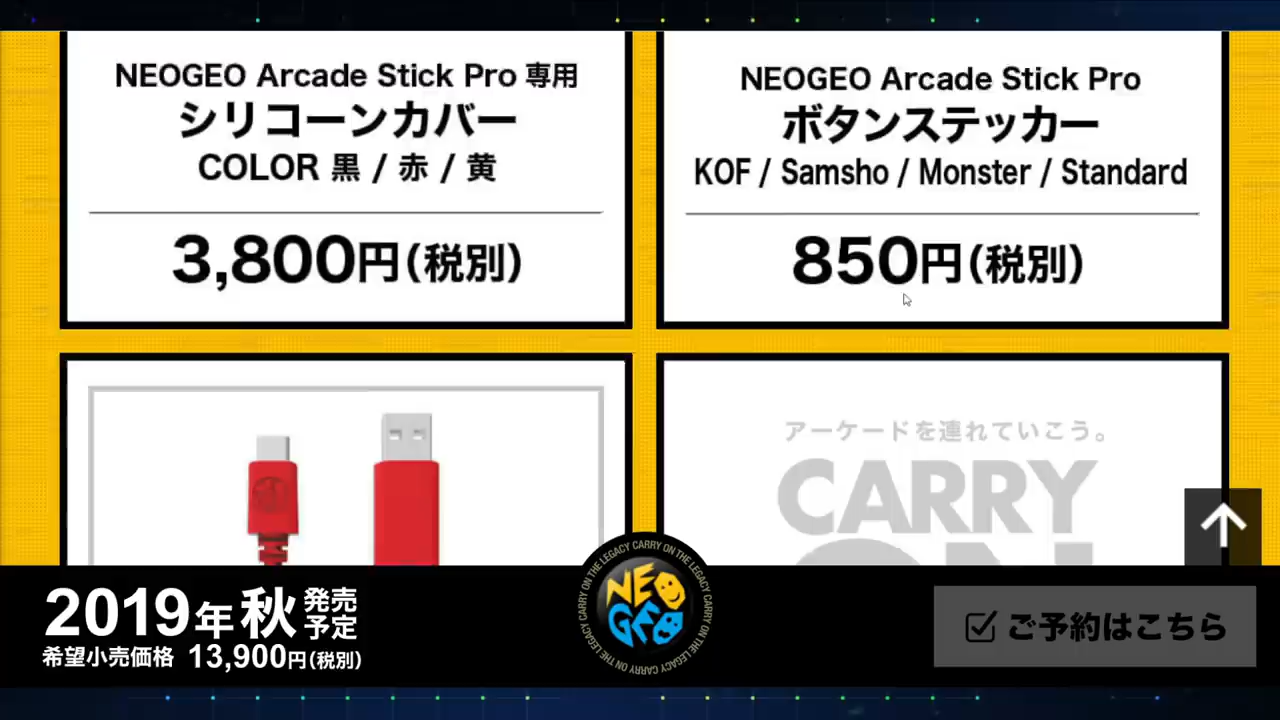 NEOGEO Arcade Stick Pro 専用
シリコーンカバー
COLOR 黒 / 赤 / 黄
3,800円(税別)
NEOGEO Arcade Stick Pro
ボタンステッカー
KOF / Samsho / Monster / Standard
850円(税別)
アーケードを連れていこう。
CARRY
ON
2019年 秋 発売
予定
希望小売価格 13,900円(税別)
CARRY ON THE LEGACY CARRY ON THE LEGACY CARRY ON THE LEGACY
NEO
GEO
ご予約はこちら